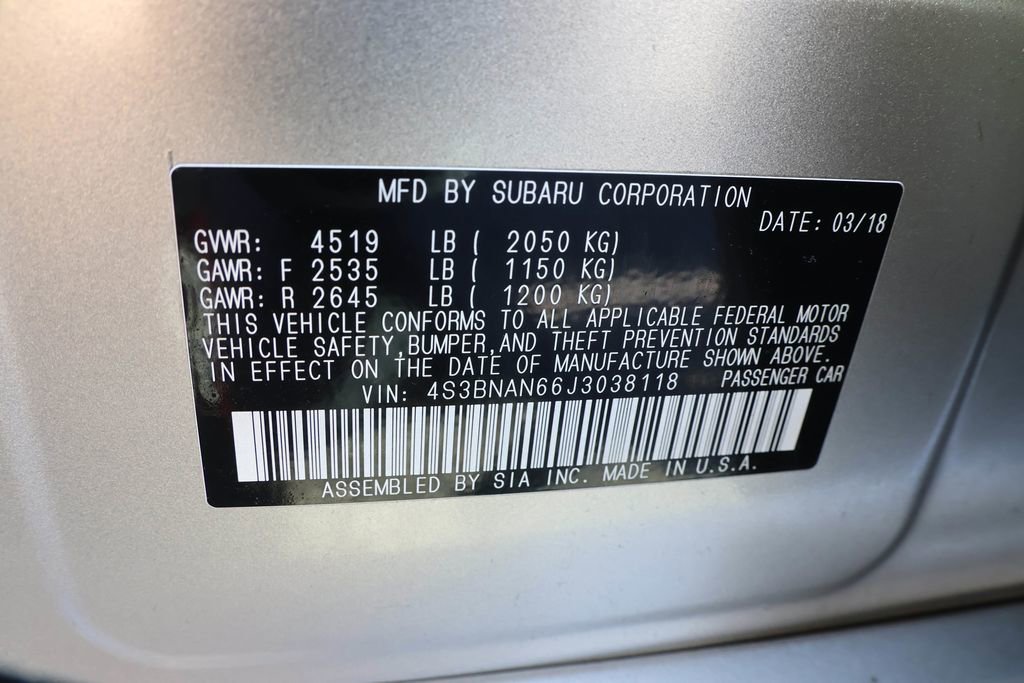 MFD BY SUBARU CORPORATION
DATE: 03/18
GVWR: 4519 LB ( 2050 KG)
GAWR: F 2535 LB ( 1150 KG)
GAWR: R 2645 LB ( 1200 KG)
THIS VEHICLE CONFORMS TO ALL APPLICABLE FEDERAL MOTOR
VEHICLE SAFETY,BUMPER,AND THEFT PREVENTION STANDARDS
IN EFFECT ON THE DATE OF MANUFACTURE SHOWN ABOVE.
VIN: 4S3BNAN66J3038118 PASSENGER CAR
ASSEMBLED BY SIA INC. MADE IN U.S.A.